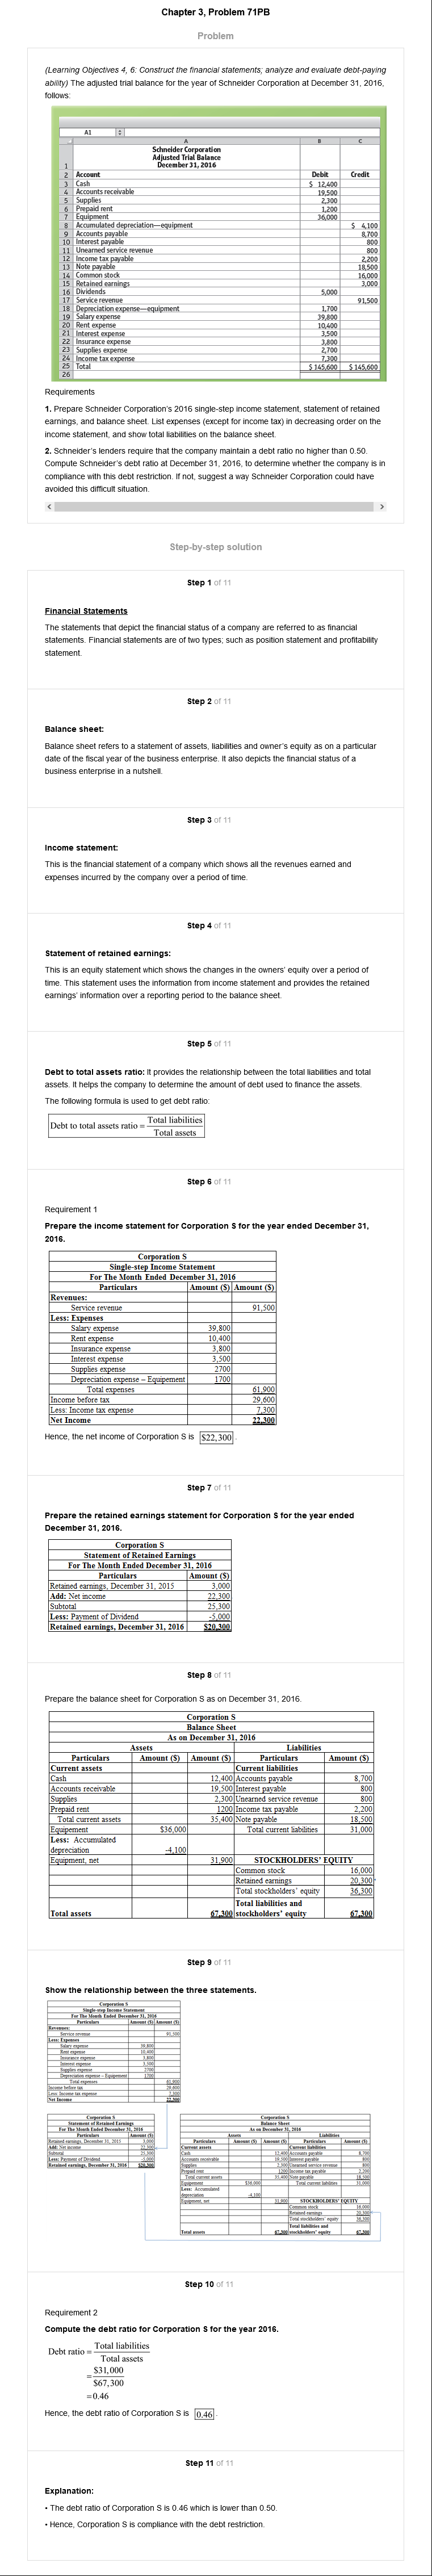 Chapter 3, Problem 71PB
Problem
(Learning Objectives 4, 6: Construct the financial statements; analyze and evaluate debt-paying
ability) The adjusted trial balance for the year of Schneider Corporation at December 31, 2016,
follows:
A1
A B C
Schneider Corporation
Adjusted Trial Balance
1 December 31, 2016
2 Account Debit Credit
3 Cash $ 12,400
4 Accounts receivable 19,500
5 Supplies 2,300
6 Prepaid rent 1,200
7 Equipment 36,000
8 Accumulated depreciation—equipment $ 4,100
9 Accounts payable 8,700
10 Interest payable 800
11 Unearned service revenue 800
12 Income tax payable 2,200
13 Note payable 18,500
14 Common stock 16,000
15 Retained earnings 3,000
16 Dividends 5,000
17 Service revenue 91,500
18 Depreciation expense—equipment 1,700
19 Salary expense 39,800
20 Rent expense 10,400
21 Interest expense 3,500
22 Insurance expense 3,800
23 Supplies expense 2,700
24 Income tax expense 7,300
25 Total $ 145,600 $ 145,600
26
Requirements
1. Prepare Schneider Corporation's 2016 single-step income statement, statement of retained
earnings, and balance sheet. List expenses (except for income tax) in decreasing order on the
income statement, and show total liabilities on the balance sheet.
2. Schneider's lenders require that the company maintain a debt ratio no higher than 0.50.
Compute Schneider's debt ratio at December 31, 2016, to determine whether the company is in
compliance with this debt restriction. If not, suggest a way Schneider Corporation could have
avoided this difficult situation.
Step-by-step solution
Step 1 of 11
Financial Statements
The statements that depict the financial status of a company are referred to as financial
statements. Financial statements are of two types; such as position statement and profitability
statement.
Step 2 of 11
Balance sheet:
Balance sheet refers to a statement of assets, liabilities and owner's equity as on a particular
date of the fiscal year of the business enterprise. It also depicts the financial status of a
business enterprise in a nutshell.
Step 3 of 11
Income statement:
This is the financial statement of a company which shows all the revenues earned and
expenses incurred by the company over a period of time.
Step 4 of 11
Statement of retained earnings:
This is an equity statement which shows the changes in the owners' equity over a period of
time. This statement uses the information from income statement and provides the retained
earnings' information over a reporting period to the balance sheet.
Step 5 of 11
Debt to total assets ratio: It provides the relationship between the total liabilities and total
assets. It helps the company to determine the amount of debt used to finance the assets.
The following formula is used to get debt ratio:
Debt to total assets ratio = Total liabilities
Total assets
Step 6 of 11
Requirement 1
Prepare the income statement for Corporation S for the year ended December 31,
2016.
Corporation S
Single-step Income Statement
For The Month Ended December 31, 2016
Particulars Amount ($) Amount ($)
Revenues:
Service revenue 91,500
Less: Expenses
Salary expense 39,800
Rent expense 10,400
Insurance expense 3,800
Interest expense 3,500
Supplies expense 2700
Depreciation expense – Equipement 1700
Total expenses 61,900
Income before tax 29,600
Less: Income tax expense 7,300
Net Income 22,300
Hence, the net income of Corporation S is $22,300.
Step 7 of 11
Prepare the retained earnings statement for Corporation S for the year ended
December 31, 2016.
Corporation S
Statement of Retained Earnings
For The Month Ended December 31, 2016
Particulars Amount ($)
Retained earnings, December 31, 2015 3,000
Add: Net income 22,300
Subtotal 25,300
Less: Payment of Dividend -5,000
Retained earnings, December 31, 2016 $20,300
Step 8 of 11
Prepare the balance sheet for Corporation S as on December 31, 2016.
Corporation S
Balance Sheet
As on December 31, 2016
Assets Liabilities
Particulars Amount ($) Amount ($) Particulars Amount ($)
Current assets Current liabilities
Cash 12,400 Accounts payable 8,700
Accounts receivable 19,500 Interest payable 800
Supplies 2,300 Unearned service revenue 800
Prepaid rent 1200 Income tax payable 2,200
Total current assets 35,400 Note payable 18,500
Equipement $36,000 Total current liabilities 31,000
Less: Accumulated
depreciation -4,100
Equipment, net 31,900 STOCKHOLDERS' EQUITY
Common stock 16,000
Retained earnings 20,300
Total stockholders' equity 36,300
Total liabilities and
Total assets 67,300 stockholders' equity 67,300
Step 9 of 11
Show the relationship between the three statements.
Step 10 of 11
Requirement 2
Compute the debt ratio for Corporation S for the year 2016.
Debt ratio = Total liabilities
Total assets
= $31,000
$67,300
=0.46
Hence, the debt ratio of Corporation S is 0.46.
Step 11 of 11
Explanation:
• The debt ratio of Corporation S is 0.46 which is lower than 0.50.
• Hence, Corporation S is compliance with the debt restriction.